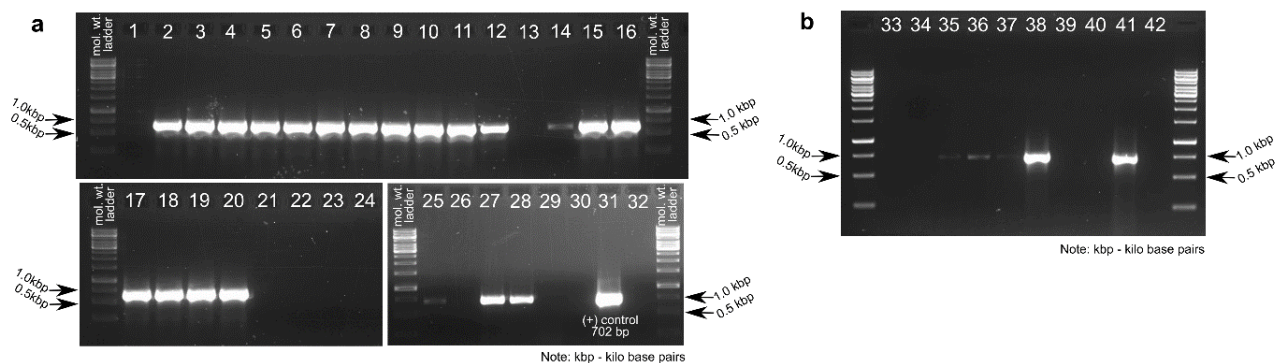 a
mol. wt. ladder
1 2 3 4 5 6 7 8 9 10 11 12 13 14 15 16
mol. wt. ladder
1.0kbp
0.5kbp
1.0 kbp
0.5 kbp
mol. wt. ladder
17 18 19 20 21 22 23 24
1.0kbp
0.5kbp
mol. wt. ladder
25 26 27 28 29 30 31 32
mol. wt. ladder
(+) control
702 bp
1.0 kbp
0.5 kbp
Note: kbp - kilo base pairs
b
33 34 35 36 37 38 39 40 41 42
1.0kbp
0.5kbp
1.0 kbp
0.5 kbp
Note: kbp - kilo base pairs